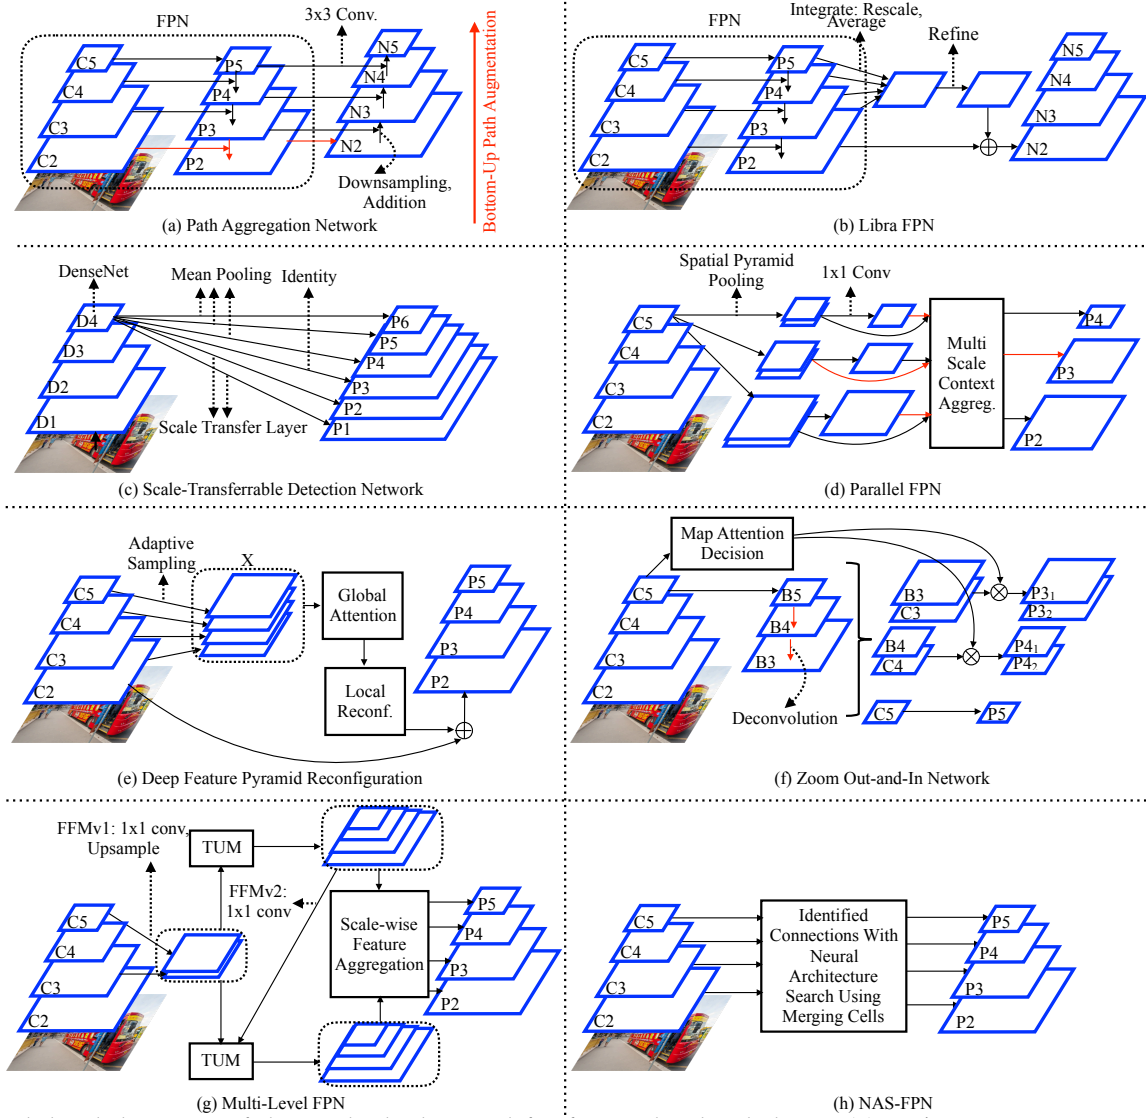 FPN
3x3 Conv.
C5
C4
C3
C2
P5
P4
P3
P2
N5
N4
N3
N2
Downsampling,
Addition
Bottom-Up Path Augmentation
(a) Path Aggregation Network
FPN
Integrate: Rescale,
Average
Refine
C5
C4
C3
C2
P5
P4
P3
P2
N5
N4
N3
N2
(b) Libra FPN
DenseNet
Mean Pooling
Identity
D4
D3
D2
D1
P6
P5
P4
P3
P2
P1
Scale Transfer Layer
(c) Scale-Transferrable Detection Network
Spatial Pyramid
Pooling
1x1 Conv
C5
C4
C3
C2
Multi
Scale
Context
Aggreg.
P4
P3
P2
(d) Parallel FPN
Adaptive
Sampling
X
C5
C4
C3
C2
Global
Attention
Local
Reconf.
P5
P4
P3
P2
(e) Deep Feature Pyramid Reconfiguration
Map Attention
Decision
C5
C4
C3
C2
B5
B4
B3
Deconvolution
B3
C3
B4
C4
C5
P3₁
P3₂
P4₁
P4₂
P5
(f) Zoom Out-and-In Network
FFMv1: 1x1 conv,
Upsample
TUM
FFMv2:
1x1 conv
C5
C4
C3
C2
Scale-wise
Feature
Aggregation
P5
P4
P3
P2
TUM
(g) Multi-Level FPN
C5
C4
C3
C2
Identified
Connections With
Neural
Architecture
Search Using
Merging Cells
P5
P4
P3
P2
(h) NAS-FPN